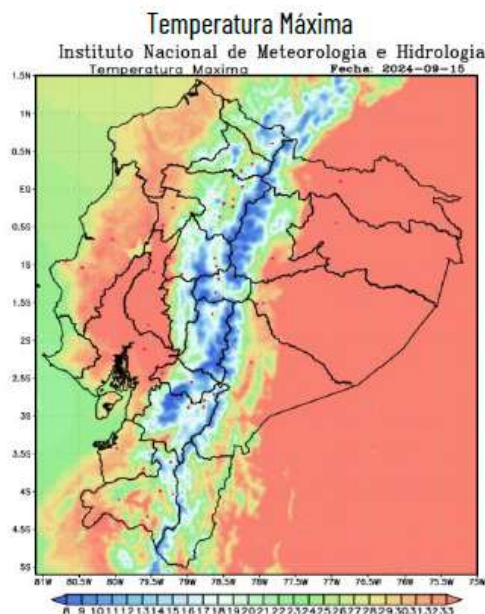 Temperatura Máxima
Instituto Nacional de Meteorologia e Hidrologia
Temperatura Maxima Fecha: 2024-09-15
1.5N
1N
0.5N
EQ
0.5S
1S
1.5S
2S
2.5S
3S
3.5S
4S
4.5S
5S
81W 80.5W 80W 79.5W 79W 78.5W 78W 77.5W 77W 76.5W 76W 75.5W 75W
8 9 10 11 12 13 14 15 16 17 18 19 20 21 22 23 24 25 26 27 28 29 30 31 32 33